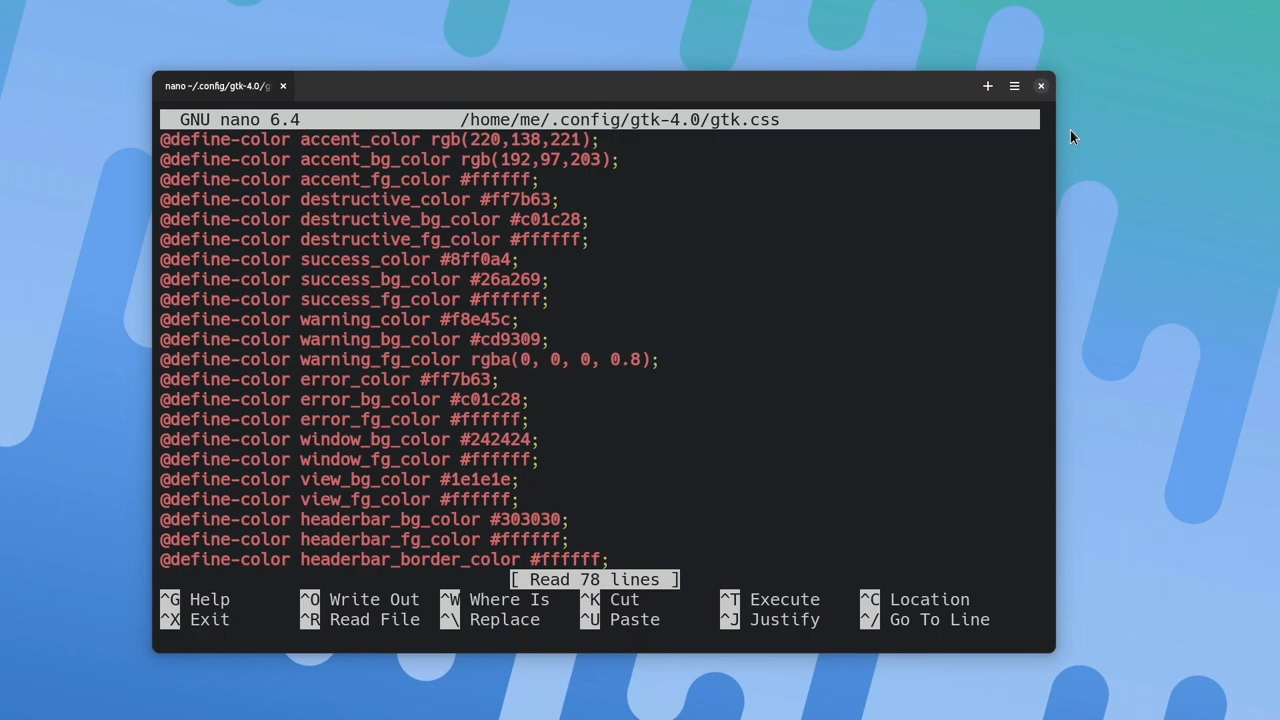 nano ~/.config/gtk-4.0/g
GNU nano 6.4 /home/me/.config/gtk-4.0/gtk.css
@define-color accent_color rgb(220,138,221);
@define-color accent_bg_color rgb(192,97,203);
@define-color accent_fg_color #ffffff;
@define-color destructive_color #ff7b63;
@define-color destructive_bg_color #c01c28;
@define-color destructive_fg_color #ffffff;
@define-color success_color #8ff0a4;
@define-color success_bg_color #26a269;
@define-color success_fg_color #ffffff;
@define-color warning_color #f8e45c;
@define-color warning_bg_color #cd9309;
@define-color warning_fg_color rgba(0, 0, 0, 0.8);
@define-color error_color #ff7b63;
@define-color error_bg_color #c01c28;
@define-color error_fg_color #ffffff;
@define-color window_bg_color #242424;
@define-color window_fg_color #ffffff;
@define-color view_bg_color #1e1e1e;
@define-color view_fg_color #ffffff;
@define-color headerbar_bg_color #303030;
@define-color headerbar_fg_color #ffffff;
@define-color headerbar_border_color #ffffff;
[ Read 78 lines ]
^G Help ^O Write Out ^W Where Is ^K Cut ^T Execute ^C Location
^X Exit ^R Read File ^\ Replace ^U Paste ^J Justify ^/ Go To Line